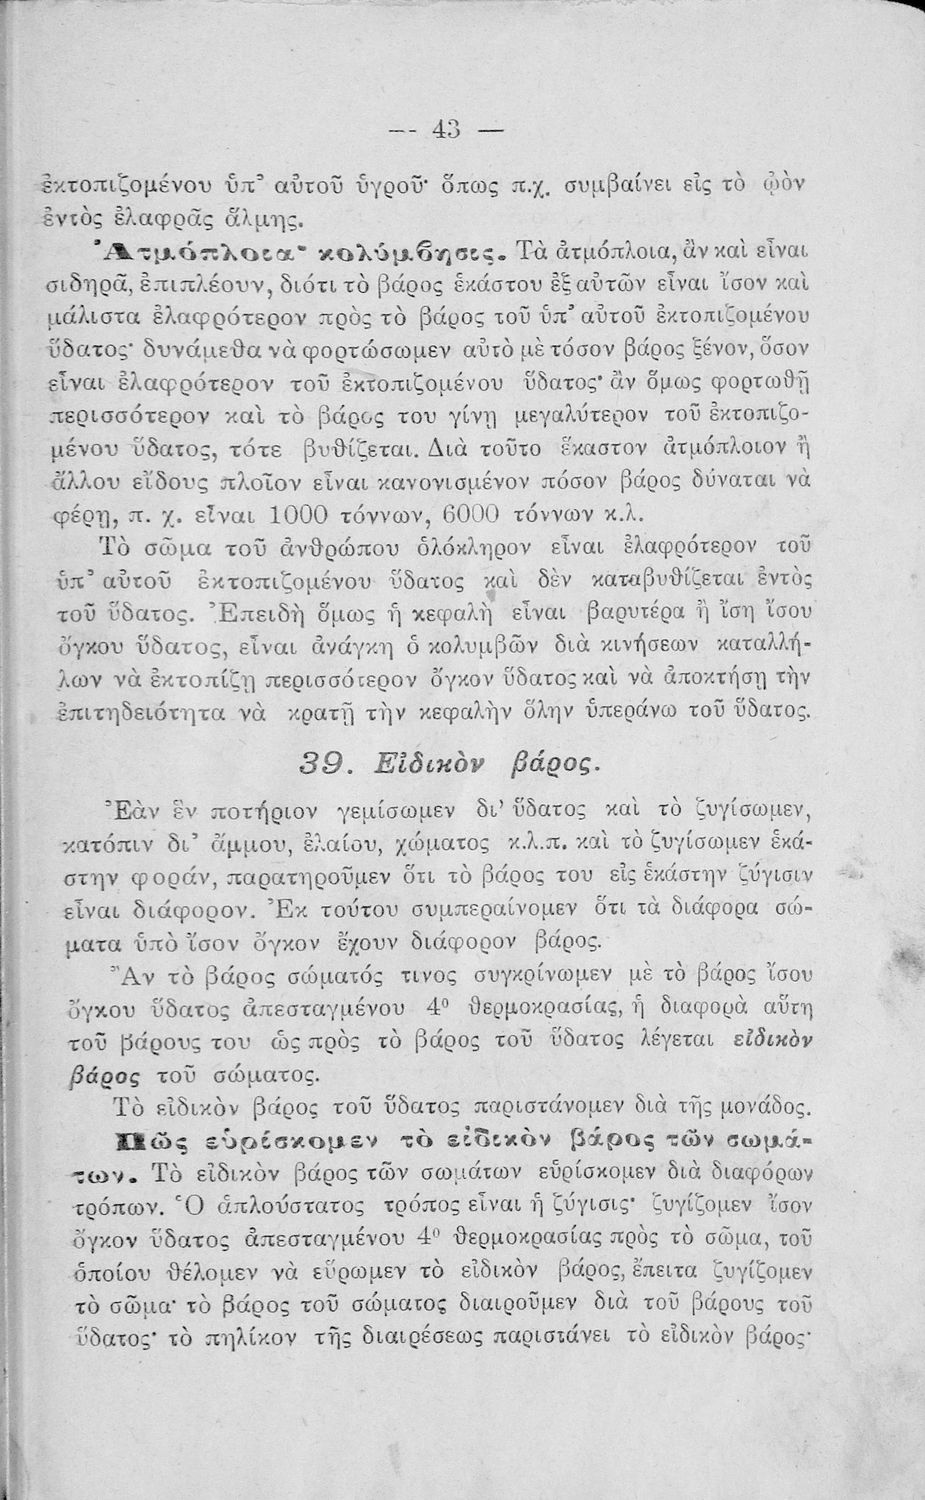 — 43 —
ἐκτοπιζομένου ὑπ' αὐτοῦ ὑγροῦ· ὅπως π.χ. συμβαίνει εἰς τὸ ᾠὸν
ἐντὸς ἐλαφρᾶς ἅλμης.
Ἀτμόπλοια· κολύμβησις. Τὰ ἀτμόπλοια, ἂν καὶ εἶναι
σιδηρᾶ, ἐπιπλέουν, διότι τὸ βάρος ἑκάστου ἐξ αὐτῶν εἶναι ἴσον καὶ
μάλιστα ἐλαφρότερον πρὸς τὸ βάρος τοῦ ὑπ' αὐτοῦ ἐκτοπιζομένου
ὕδατος· δυνάμεθα νὰ φορτώσωμεν αὐτὸ μὲ τόσον βάρος ξένον, ὅσον
εἶναι ἐλαφρότερον τοῦ ἐκτοπιζομένου ὕδατος· ἂν ὅμως φορτωθῇ
περισσότερον καὶ τὸ βάρος του γίνῃ μεγαλύτερον τοῦ ἐκτοπιζο-
μένου ὕδατος, τότε βυθίζεται. Διὰ τοῦτο ἕκαστον ἀτμόπλοιον ἢ
ἄλλου εἴδους πλοῖον εἶναι κανονισμένον πόσον βάρος δύναται νὰ
φέρῃ, π. χ. εἶναι 1000 τόννων, 6000 τόννων κ.λ.
Τὸ σῶμα τοῦ ἀνθρώπου ὁλόκληρον εἶναι ἐλαφρότερον τοῦ
ὑπ' αὐτοῦ ἐκτοπιζομένου ὕδατος καὶ δὲν καταβυθίζεται ἐντὸς
τοῦ ὕδατος. Ἐπειδὴ ὅμως ἡ κεφαλὴ εἶναι βαρυτέρα ἢ ἴση ἴσου
ὄγκου ὕδατος, εἶναι ἀνάγκη ὁ κολυμβῶν διὰ κινήσεων καταλλή-
λων νὰ ἐκτοπίζῃ περισσότερον ὄγκον ὕδατος καὶ νὰ ἀποκτήσῃ τὴν
ἐπιτηδειότητα νὰ κρατῇ τὴν κεφαλὴν ὅλην ὑπεράνω τοῦ ὕδατος.
39. Εἰδικὸν βάρος.
Ἐὰν ἓν ποτήριον γεμίσωμεν δι' ὕδατος καὶ τὸ ζυγίσωμεν,
κατόπιν δι' ἄμμου, ἐλαίου, χώματος κ.λ.π. καὶ τὸ ζυγίσωμεν ἑκά-
στην φοράν, παρατηροῦμεν ὅτι τὸ βάρος του εἰς ἑκάστην ζύγισιν
εἶναι διάφορον. Ἐκ τούτου συμπεραίνομεν ὅτι τὰ διάφορα σώ-
ματα ὑπὸ ἴσον ὄγκον ἔχουν διάφορον βάρος.
Ἂν τὸ βάρος σώματός τινος συγκρίνωμεν μὲ τὸ βάρος ἴσου
ὄγκου ὕδατος ἀπεσταγμένου 4⁰ θερμοκρασίας, ἡ διαφορὰ αὕτη
τοῦ βάρους του ὡς πρὸς τὸ βάρος τοῦ ὕδατος λέγεται εἰδικὸν
βάρος τοῦ σώματος.
Τὸ εἰδικὸν βάρος τοῦ ὕδατος παριστάνομεν διὰ τῆς μονάδος.
Πῶς εὑρίσκομεν τὸ εἰδικὸν βάρος τῶν σωμά-
των. Τὸ εἰδικὸν βάρος τῶν σωμάτων εὑρίσκομεν διὰ διαφόρων
τρόπων. Ὁ ἁπλούστατος τρόπος εἶναι ἡ ζύγισις· ζυγίζομεν ἴσον
ὄγκον ὕδατος ἀπεσταγμένου 4⁰ θερμοκρασίας πρὸς τὸ σῶμα, τοῦ
ὁποίου θέλομεν νὰ εὕρωμεν τὸ εἰδικὸν βάρος, ἔπειτα ζυγίζομεν
τὸ σῶμα· τὸ βάρος τοῦ σώματος διαιροῦμεν διὰ τοῦ βάρους τοῦ
ὕδατος· τὸ πηλίκον τῆς διαιρέσεως παριστάνει τὸ εἰδικὸν βάρος·